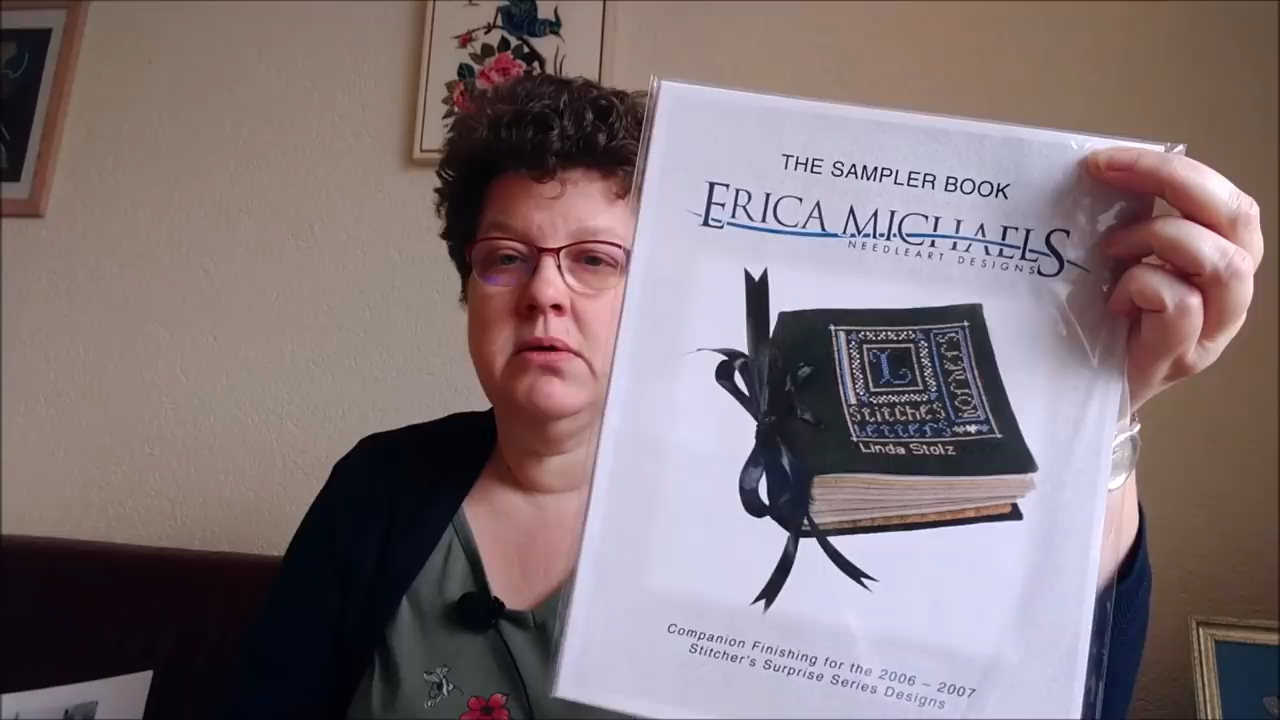 THE SAMPLER BOOK
ERICA MICHAELS
NEEDLEART DESIGNS
L
Stitches
Letters
Linda Stolz
Companion Finishing for the 2006 – 2007
Stitcher's Surprise Series Designs